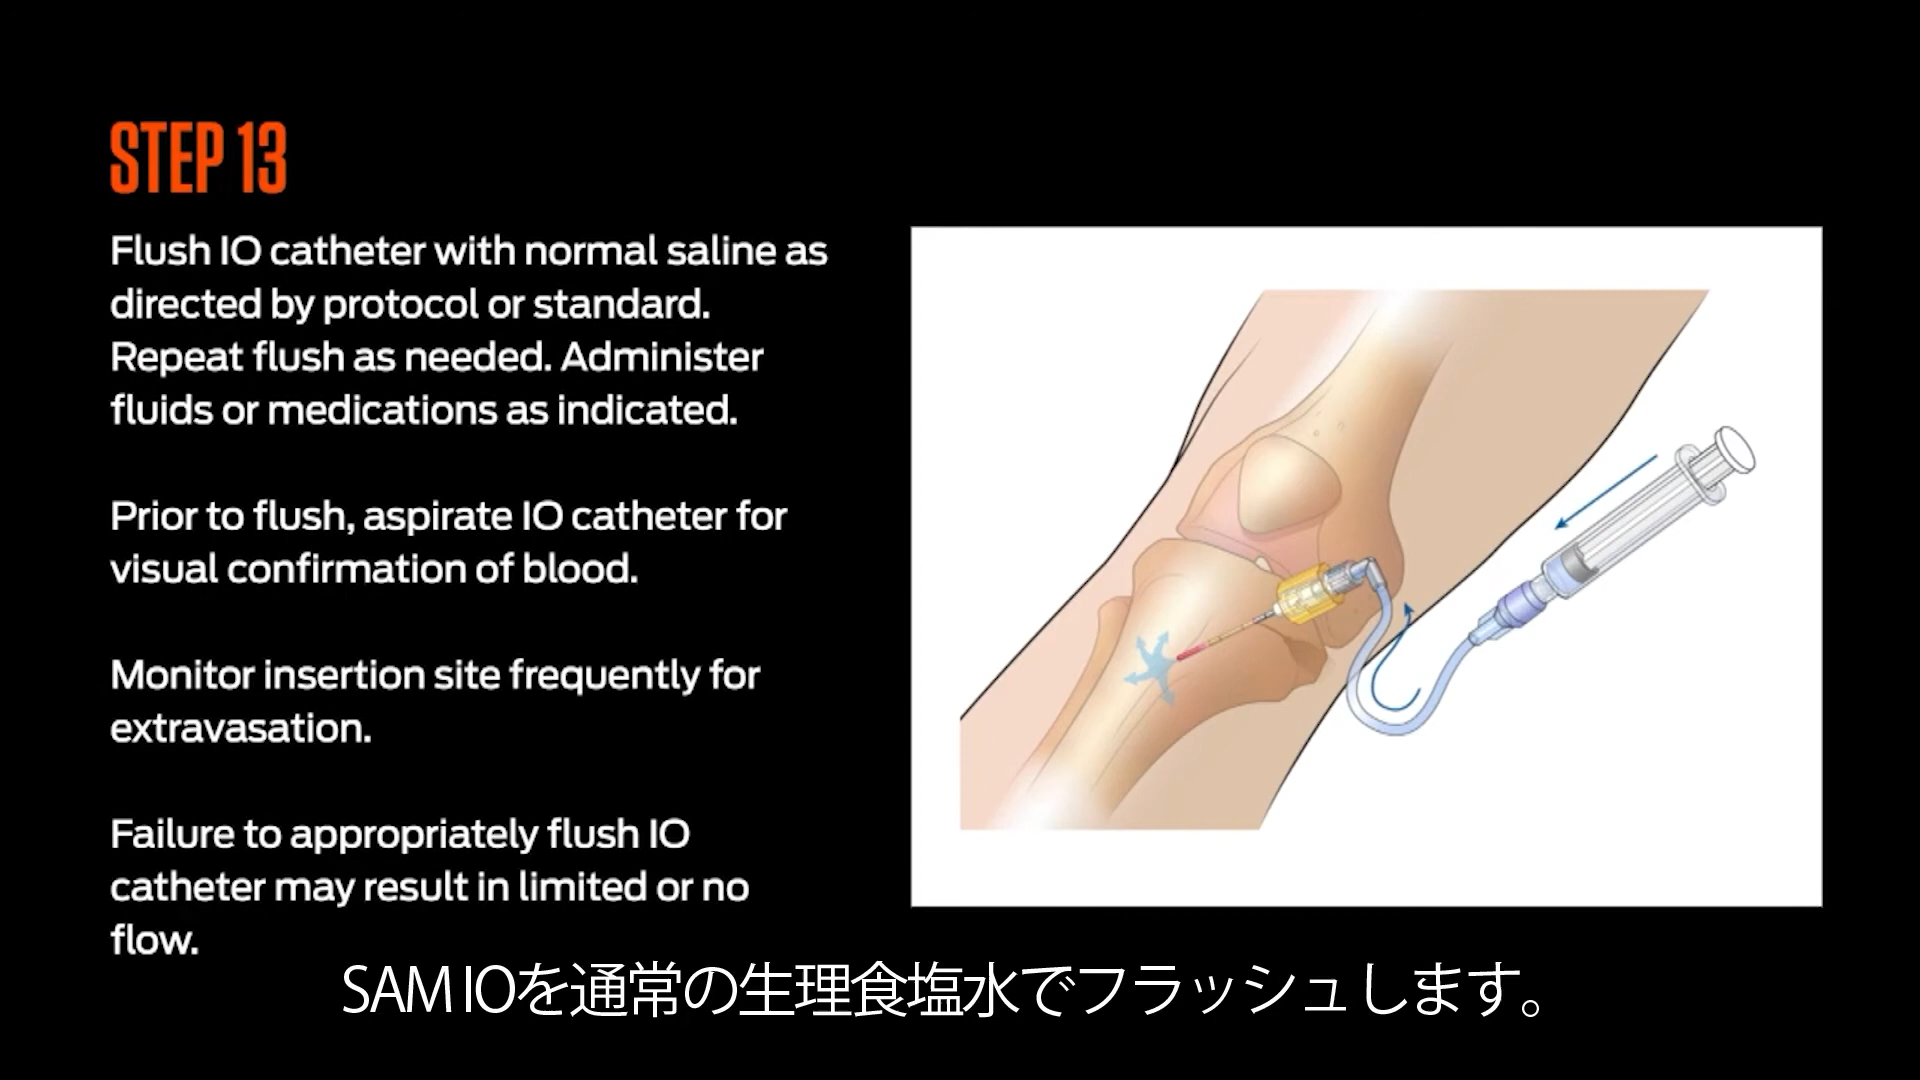 STEP 13
Flush IO catheter with normal saline as
directed by protocol or standard.
Repeat flush as needed. Administer
fluids or medications as indicated.
Prior to flush, aspirate IO catheter for
visual confirmation of blood.
Monitor insertion site frequently for
extravasation.
Failure to appropriately flush IO
catheter may result in limited or no
flow.
SAM IOを通常の生理食塩水でフラッシュします。